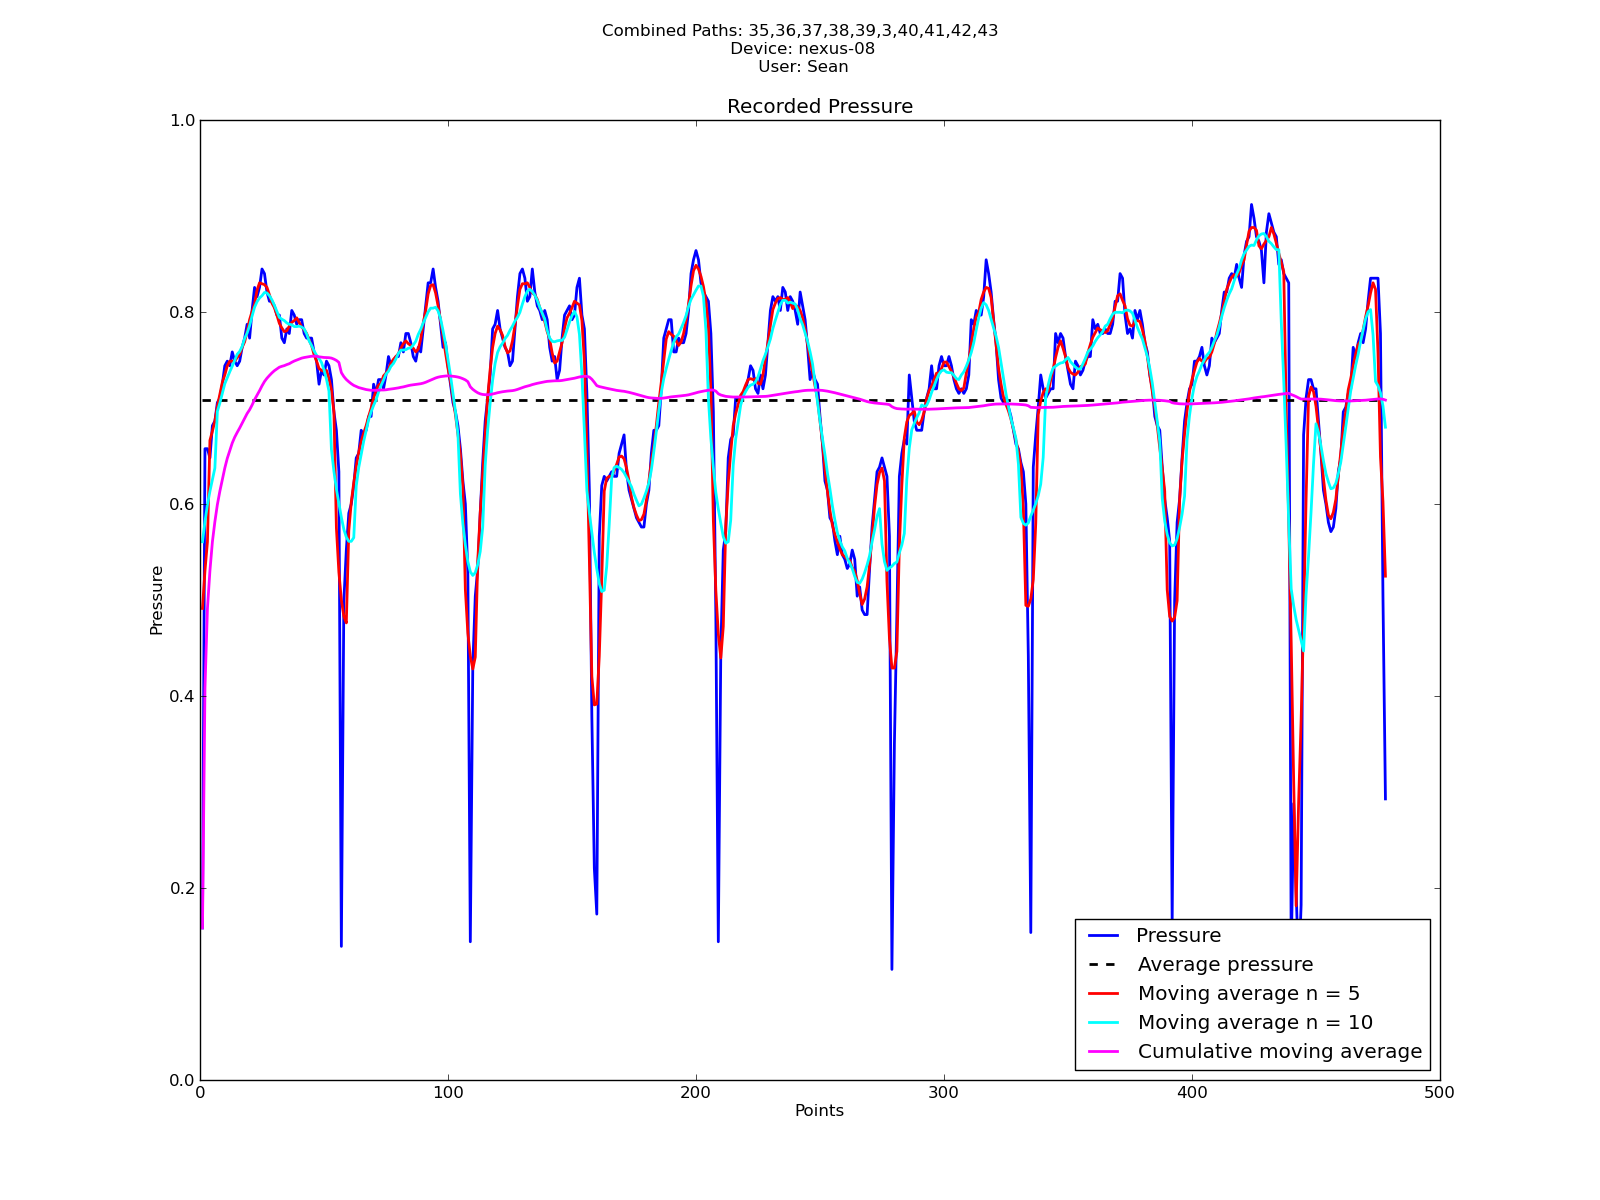 Combined Paths: 35,36,37,38,39,3,40,41,42,43
Device: nexus-08
User: Sean
Recorded Pressure
1.0
0.8
0.6
0.4
0.2
0.0
Pressure
0
100
200
300
400
500
Points
Pressure
Average pressure
Moving average n = 5
Moving average n = 10
Cumulative moving average